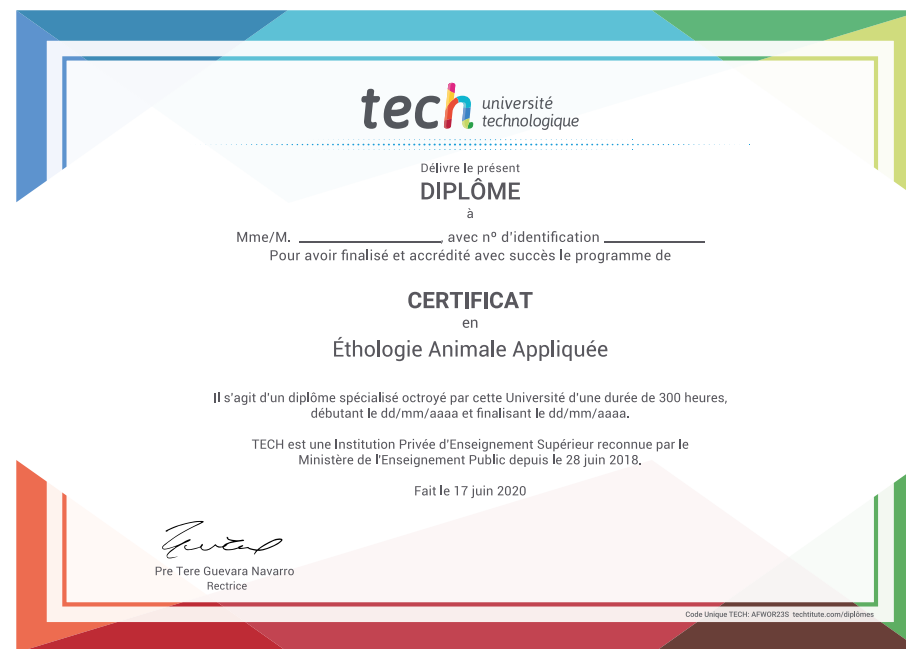 tech université
technologique
Délivre le présent
DIPLÔME
à
Mme/M. ____________________, avec nº d'identification ______________
Pour avoir finalisé et accrédité avec succès le programme de
CERTIFICAT
en
Éthologie Animale Appliquée
Il s'agit d'un diplôme spécialisé octroyé par cette Université d'une durée de 300 heures,
débutant le dd/mm/aaaa et finalisant le dd/mm/aaaa.
TECH est une Institution Privée d'Enseignement Supérieur reconnue par le
Ministère de l'Enseignement Public depuis le 28 juin 2018.
Fait le 17 juin 2020
Pre Tere Guevara Navarro
Rectrice
Code Unique TECH: AFWOR23S techtitute.com/diplômes